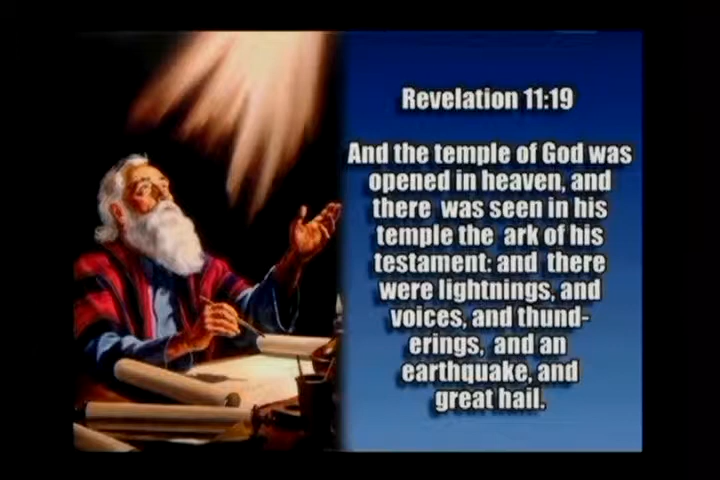 Revelation 11:19
And the temple of God was
opened in heaven, and
there was seen in his
temple the ark of his
testament: and there
were lightnings, and
voices, and thund-
erings, and an
earthquake, and
great hail.